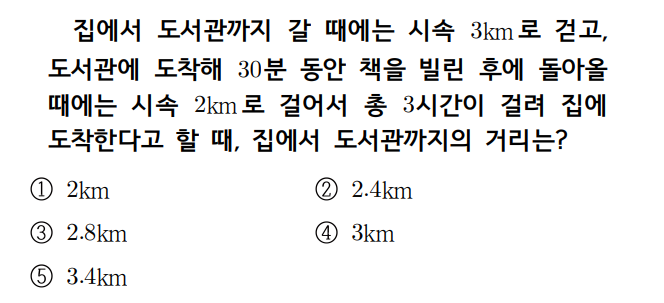 집에서 도서관까지 갈 때에는 시속 3km로 걷고,
도서관에 도착해 30분 동안 책을 빌린 후에 돌아올
때에는 시속 2km로 걸어서 총 3시간이 걸려 집에
도착한다고 할 때, 집에서 도서관까지의 거리는?
① 2km ② 2.4km
③ 2.8km ④ 3km
⑤ 3.4km